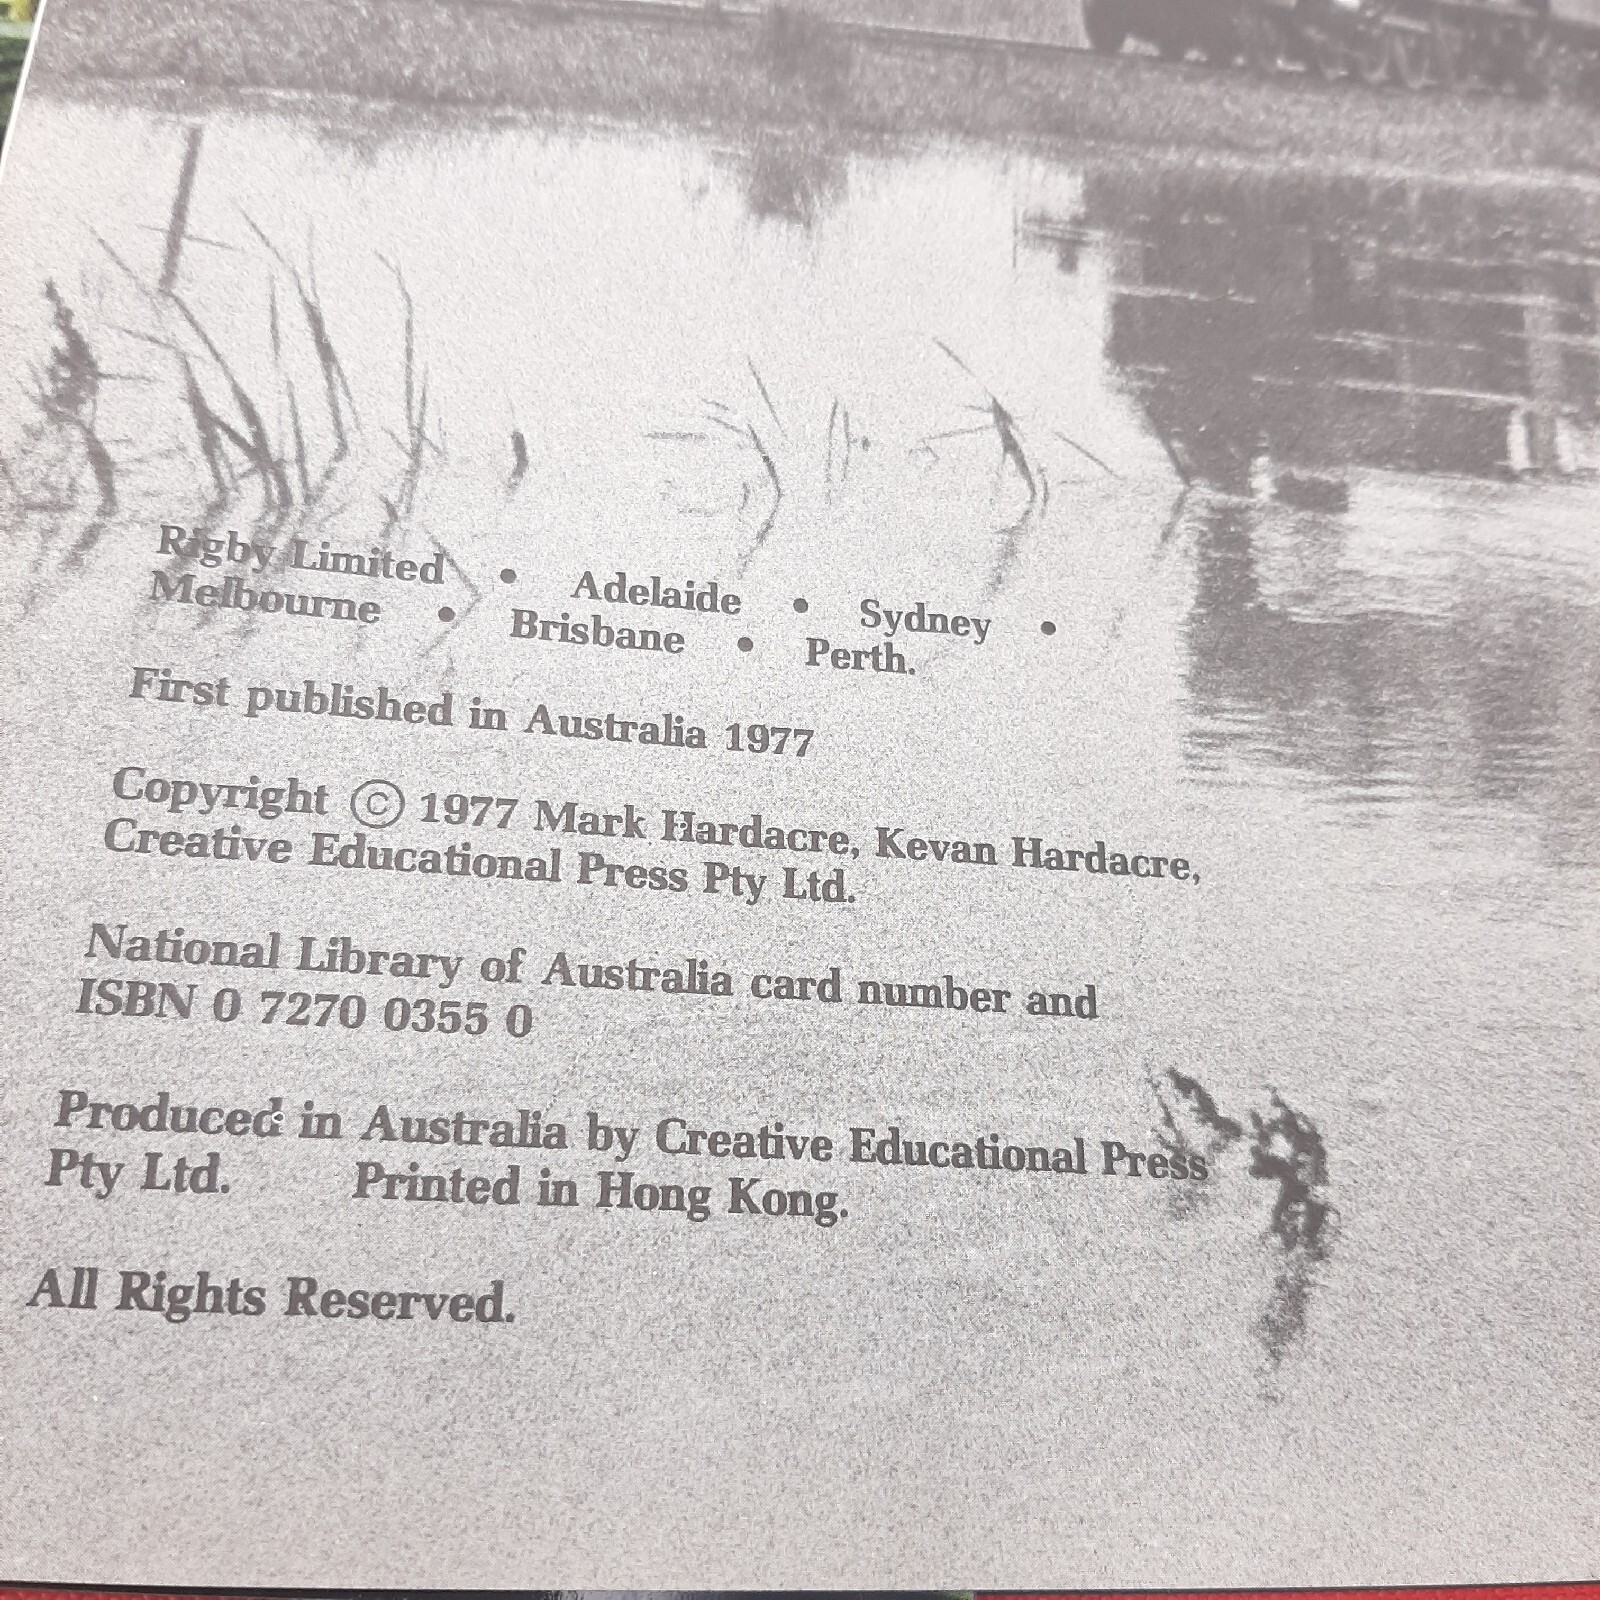 Rigby Limited • Adelaide • Sydney •
Melbourne • Brisbane • Perth.
First published in Australia 1977
Copyright © 1977 Mark Hardacre, Kevan Hardacre,
Creative Educational Press Pty Ltd.
National Library of Australia card number and
ISBN 0 7270 0355 0
Produced in Australia by Creative Educational Press
Pty Ltd. Printed in Hong Kong.
All Rights Reserved.